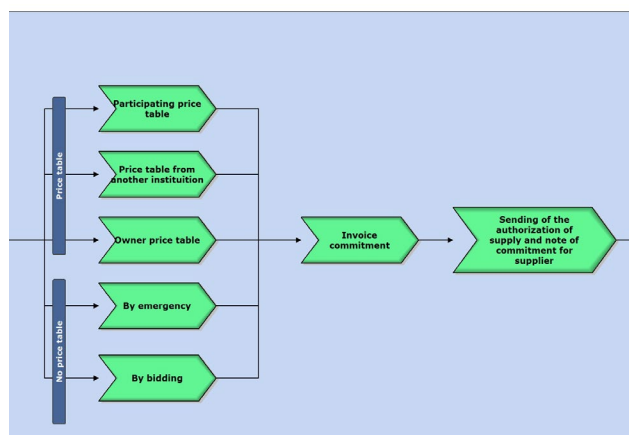 Price table
Participating price
table
Price table from
another instituition
Owner price table
No price table
By emergency
By bidding
Invoice
commitment
Sending of the
authorization of
supply and note of
commitment for
supplier